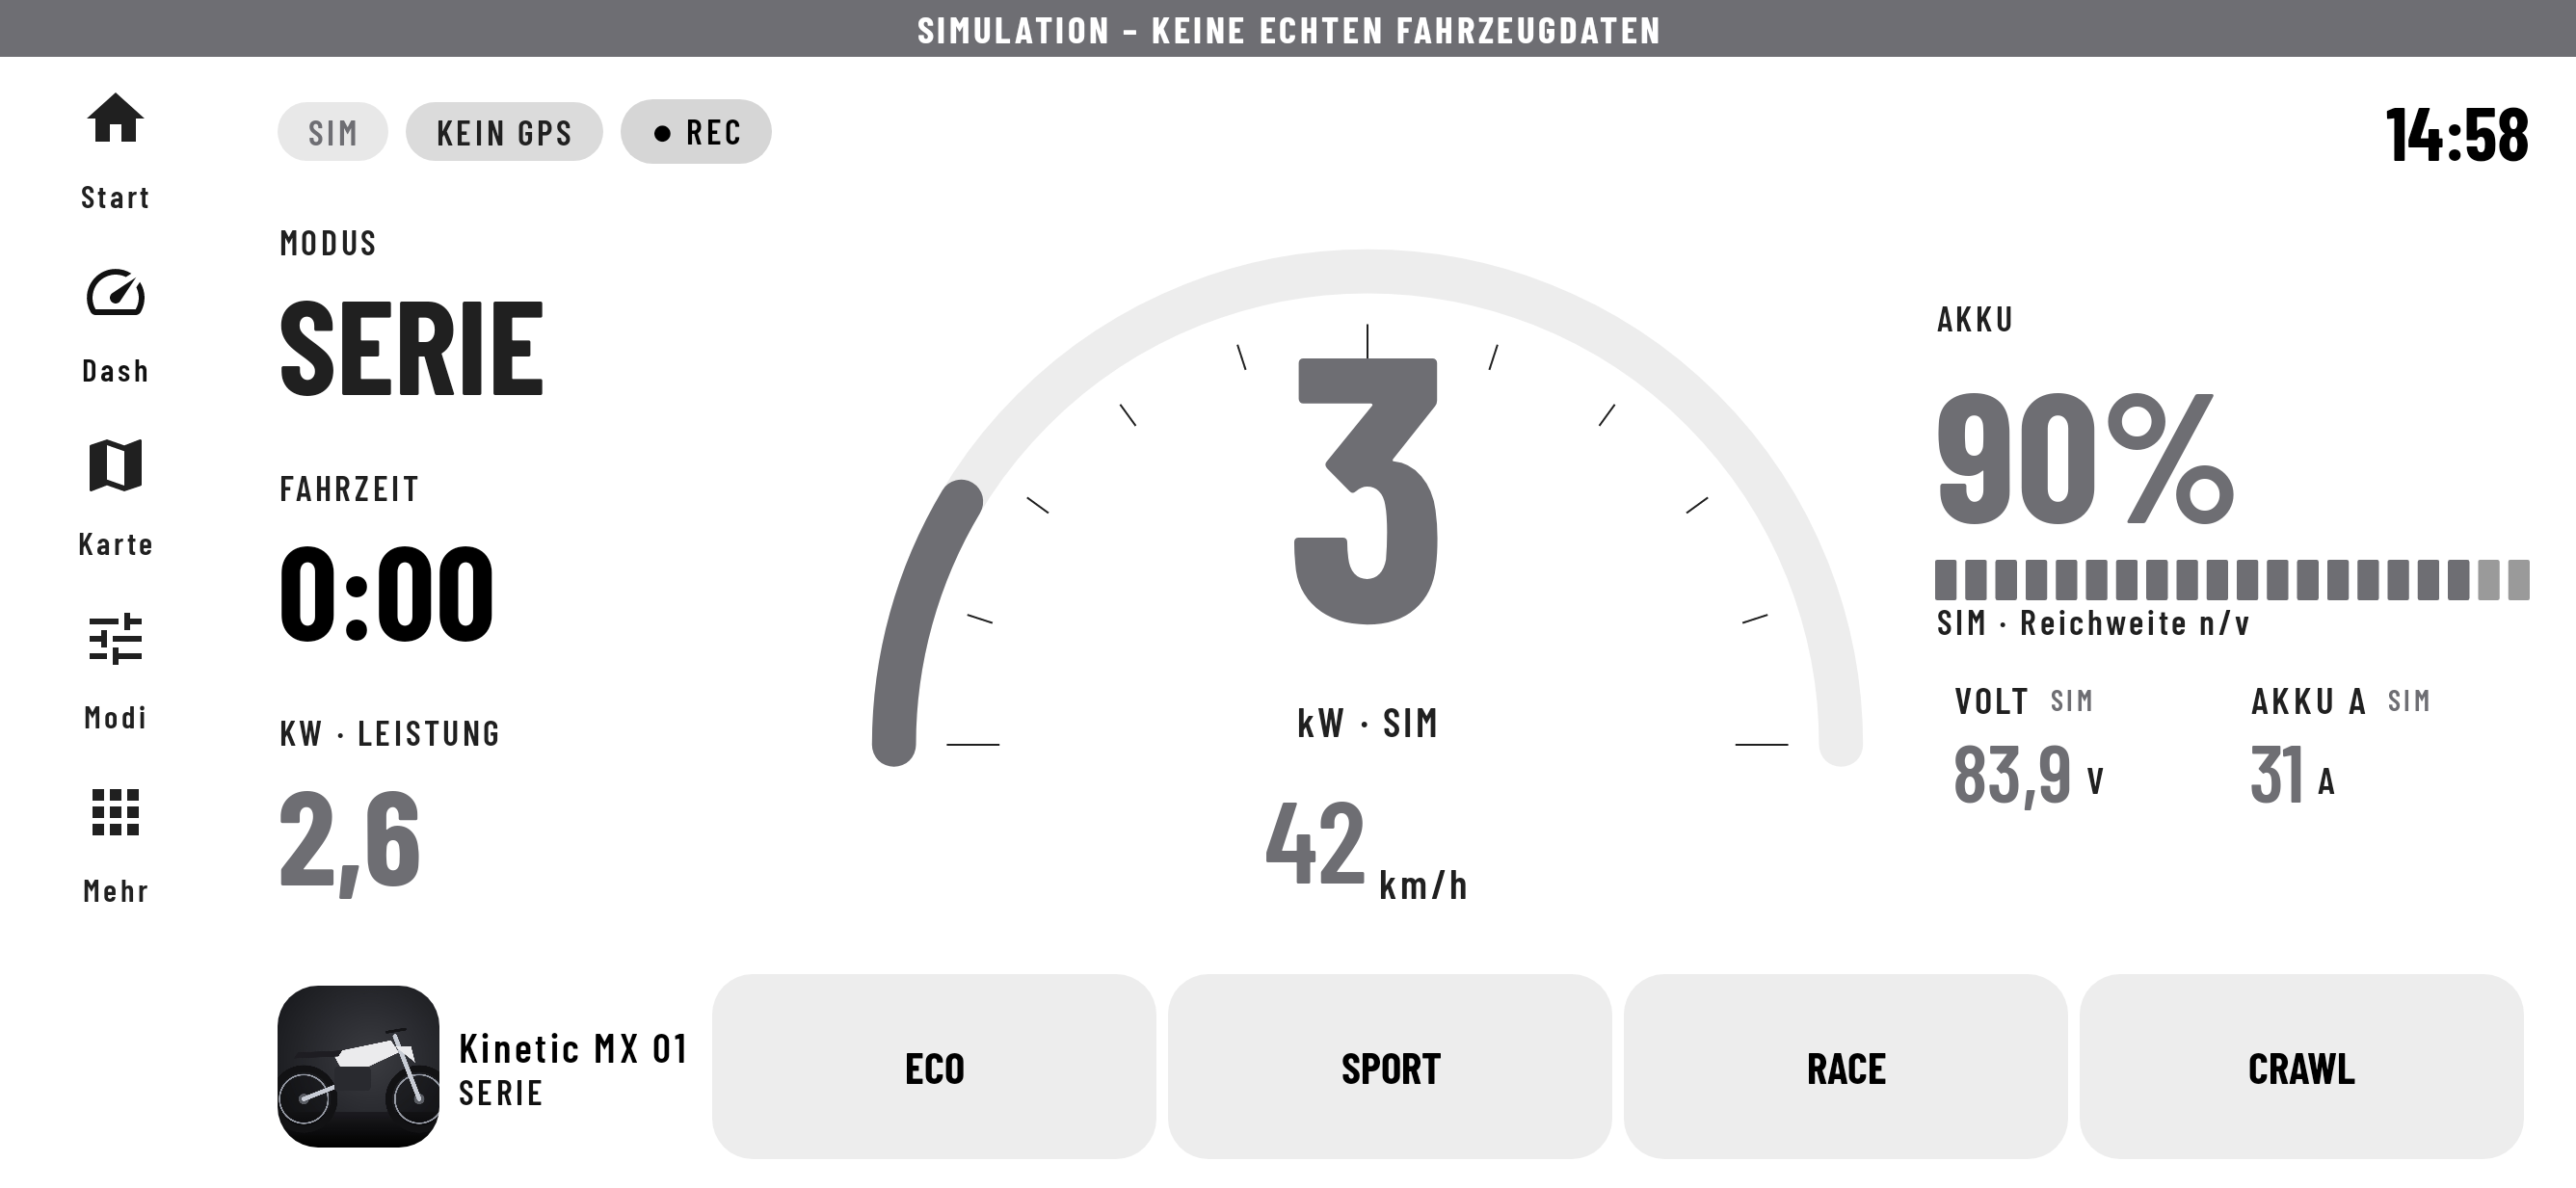 SIMULATION – KEINE ECHTEN FAHRZEUGDATEN
SIM
KEIN GPS
● REC
14:58
Start
Dash
Karte
Modi
Mehr
MODUS
SERIE
FAHRZEIT
0:00
KW · LEISTUNG
2,6
3
kW · SIM
42 km/h
AKKU
90%
SIM · Reichweite n/v
VOLT SIM
83,9 V
AKKU A SIM
31 A
Kinetic MX 01
SERIE
ECO
SPORT
RACE
CRAWL